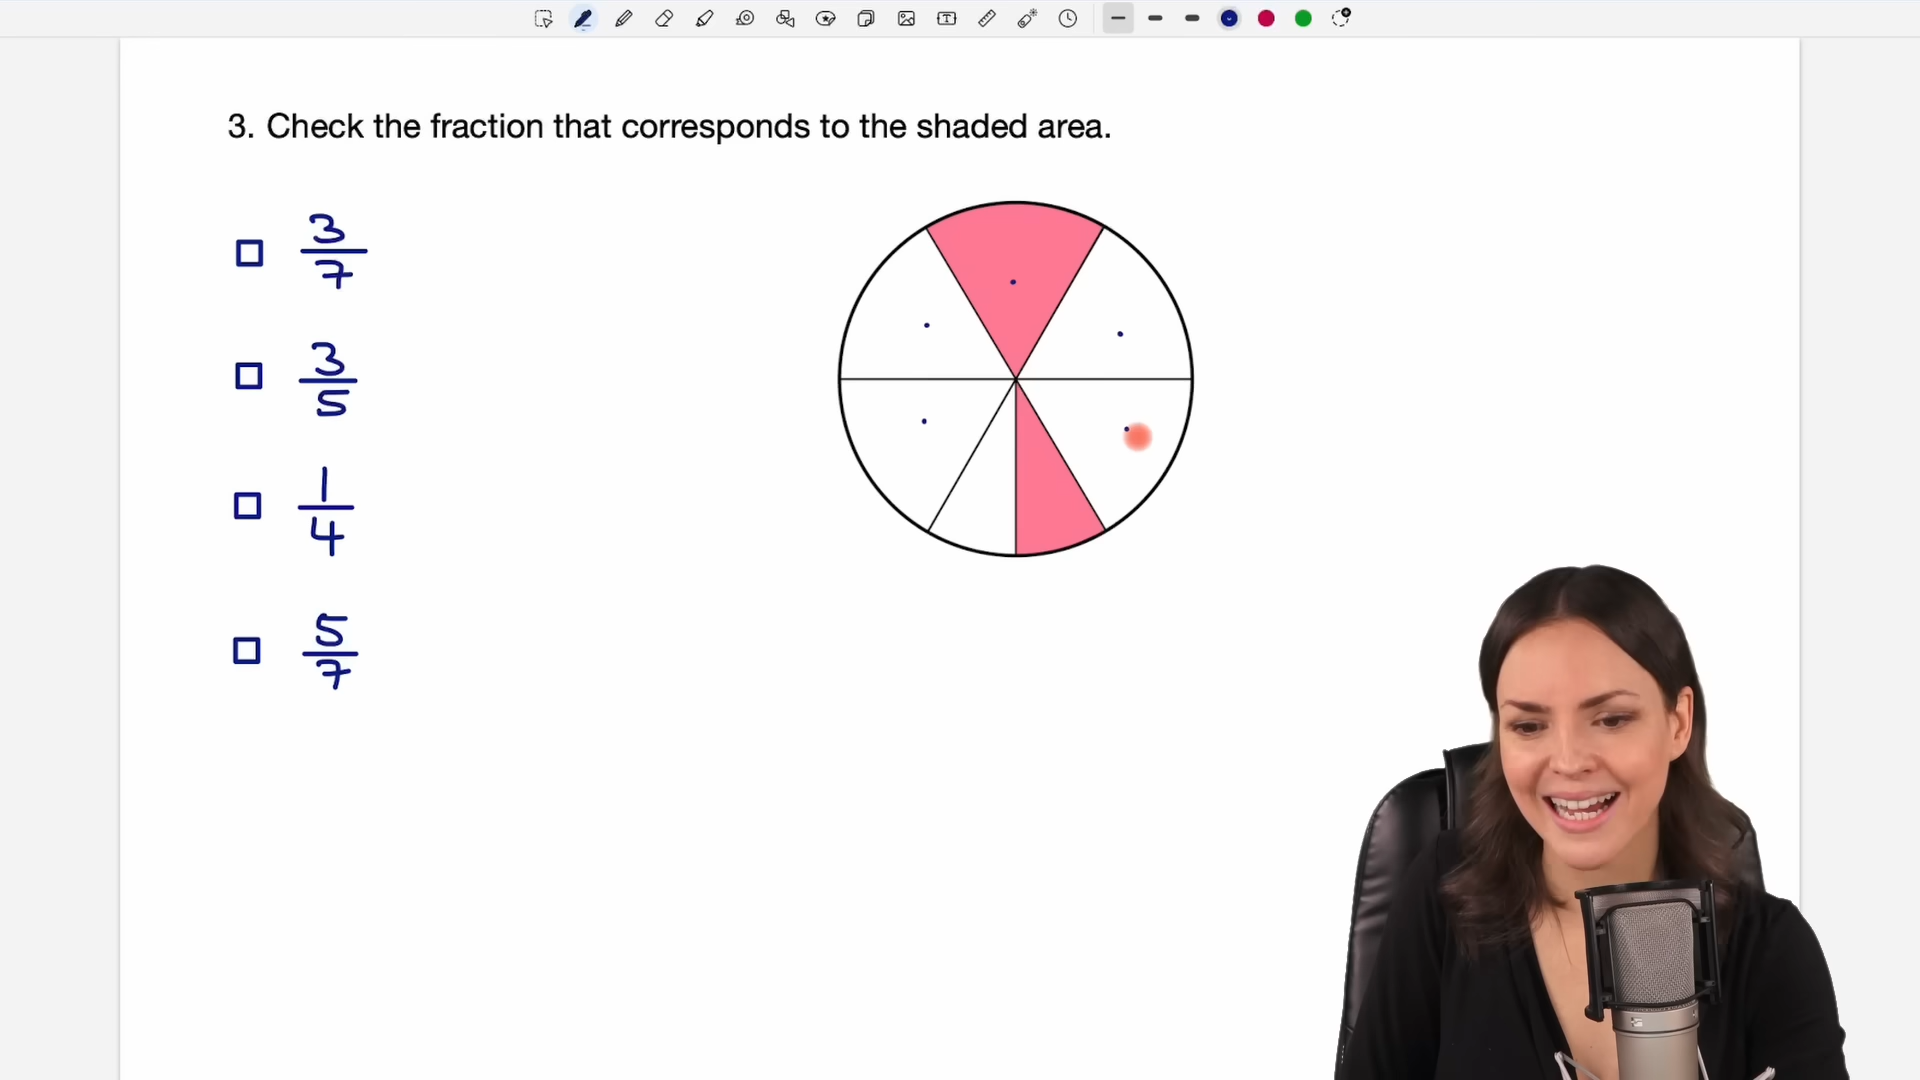 3. Check the fraction that corresponds to the shaded area.
3/7
3/5
1/4
5/7